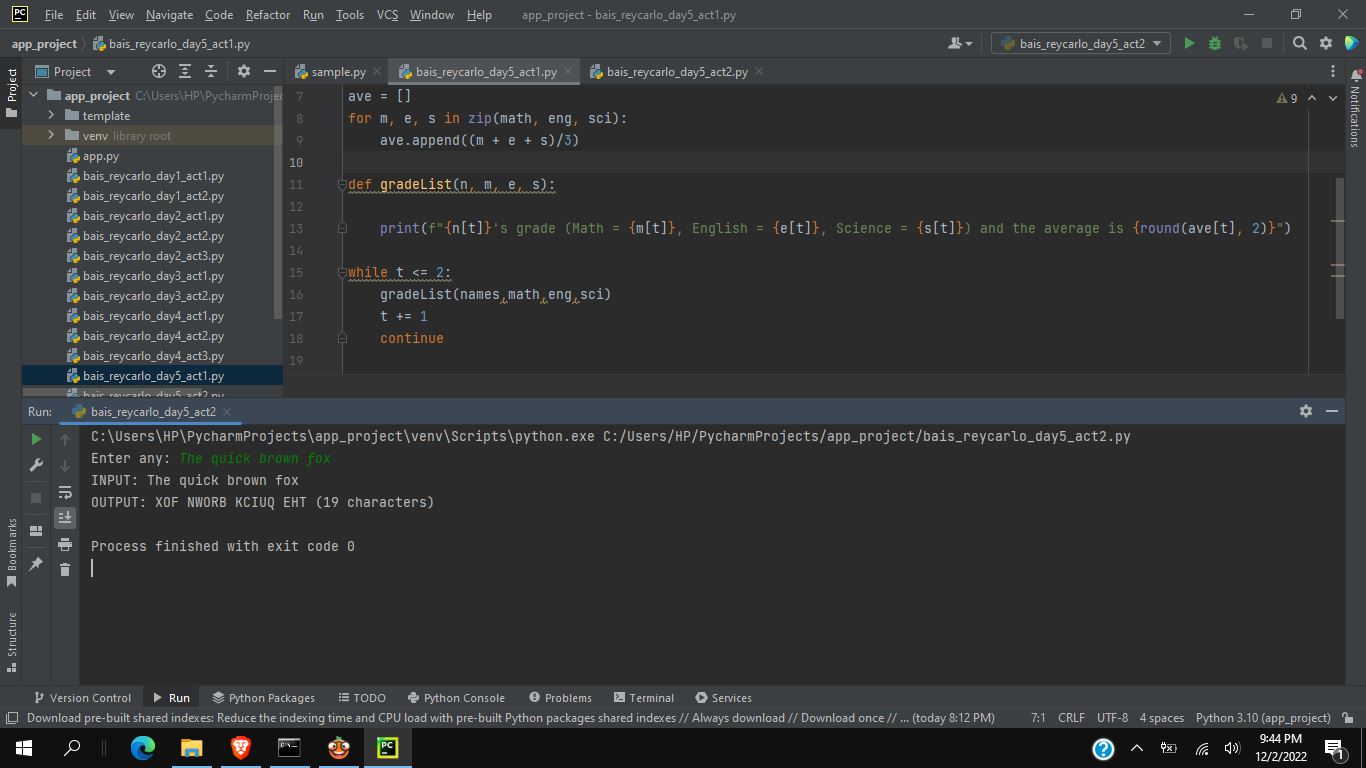 PC File Edit View Navigate Code Refactor Run Tools VCS Window Help app_project - bais_reycarlo_day5_act1.py
app_project bais_reycarlo_day5_act1.py bais_reycarlo_day5_act2
Project sample.py bais_reycarlo_day5_act1.py bais_reycarlo_day5_act2.py
Project
Notifications
app_project C:\Users\HP\PycharmProjec
template
venv library root
app.py
bais_reycarlo_day1_act1.py
bais_reycarlo_day1_act2.py
bais_reycarlo_day2_act1.py
bais_reycarlo_day2_act2.py
bais_reycarlo_day2_act3.py
bais_reycarlo_day3_act1.py
bais_reycarlo_day3_act2.py
bais_reycarlo_day4_act1.py
bais_reycarlo_day4_act2.py
bais_reycarlo_day4_act3.py
bais_reycarlo_day5_act1.py
bais_reycarlo_day5_act2.py
9
7 ave = []
8 for m, e, s in zip(math, eng, sci):
9 ave.append((m + e + s)/3)
10
11 def gradeList(n, m, e, s):
12
13 print(f"{n[t]}'s grade (Math = {m[t]}, English = {e[t]}, Science = {s[t]}) and the average is {round(ave[t], 2)}")
14
15 while t <= 2:
16 gradeList(names,math,eng,sci)
17 t += 1
18 continue
19
Run: bais_reycarlo_day5_act2
C:\Users\HP\PycharmProjects\app_project\venv\Scripts\python.exe C:/Users/HP/PycharmProjects/app_project/bais_reycarlo_day5_act2.py
Enter any: The quick brown fox
INPUT: The quick brown fox
OUTPUT: XOF NWORB KCIUQ EHT (19 characters)
Process finished with exit code 0
Bookmarks
Structure
Version Control Run Python Packages TODO Python Console Problems Terminal Services
Download pre-built shared indexes: Reduce the indexing time and CPU load with pre-built Python packages shared indexes // Always download // Download once // ... (today 8:12 PM) 7:1 CRLF UTF-8 4 spaces Python 3.10 (app_project)
PC
9:44 PM
12/2/2022
1